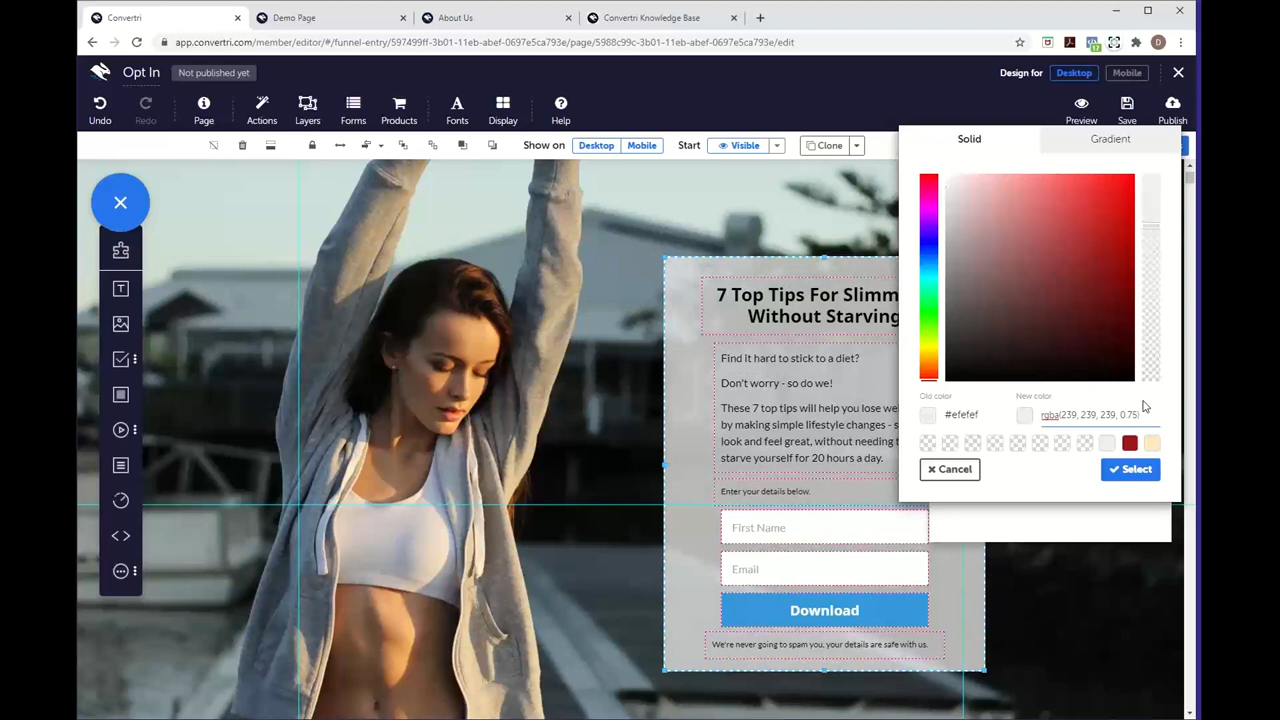 Convertri
Demo Page
About Us
Convertri Knowledge Base
app.convertri.com/member/editor/#/funnel-entry/597499ff-3b01-11eb-abef-0697e5ca793e/page/5988c99c-3b01-11eb-abef-0697e5ca793e/edit
17
D
Opt In
Not published yet
Design for
Desktop
Mobile
Undo
Redo
Page
Actions
Layers
Forms
Products
Fonts
Display
Help
Preview
Save
Publish
Show on
Desktop
Mobile
Start
Visible
Clone
Solid
Gradient
7 Top Tips For Slimm
Without Starving
Find it hard to stick to a diet?
Don't worry - so do we!
These 7 top tips will help you lose wei
by making simple lifestyle changes - s
look and feel great, without needing t
starve yourself for 20 hours a day.
Enter your details below.
First Name
Email
Download
We're never going to spam you, your details are safe with us.
Old color
New color
#efefef
rgba(239, 239, 239, 0.75)
Cancel
Select